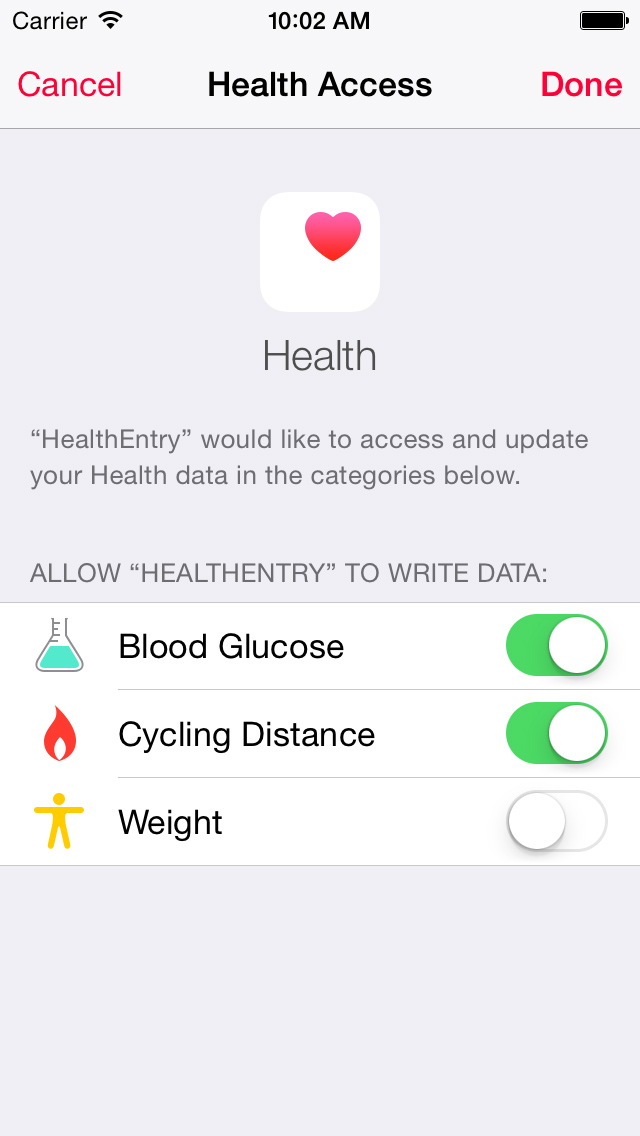 Carrier 10:02 AM
Cancel Health Access Done
Health
“HealthEntry” would like to access and update
your Health data in the categories below.
ALLOW “HEALTHENTRY” TO WRITE DATA:
Blood Glucose
Cycling Distance
Weight